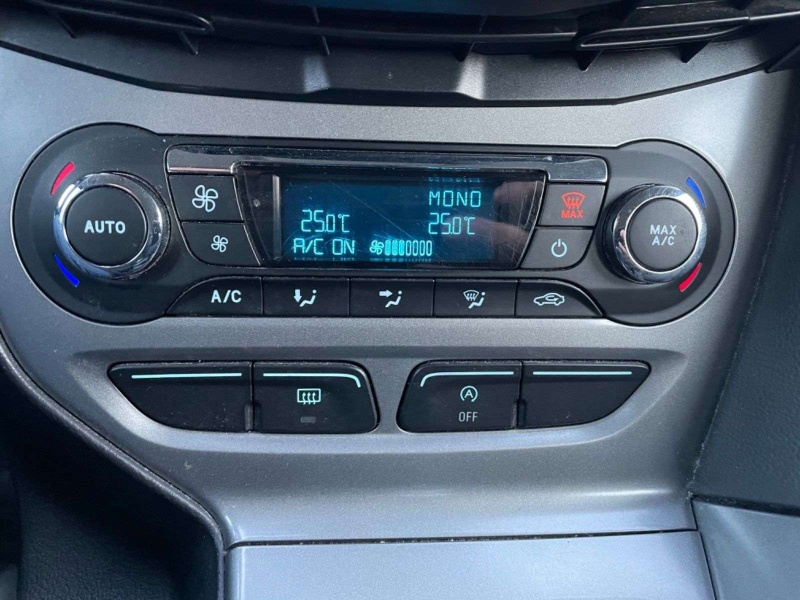 AUTO
MONO
25.0℃ 25.0℃
A/C ON
MAX
MAX
A/C
A/C
OFF